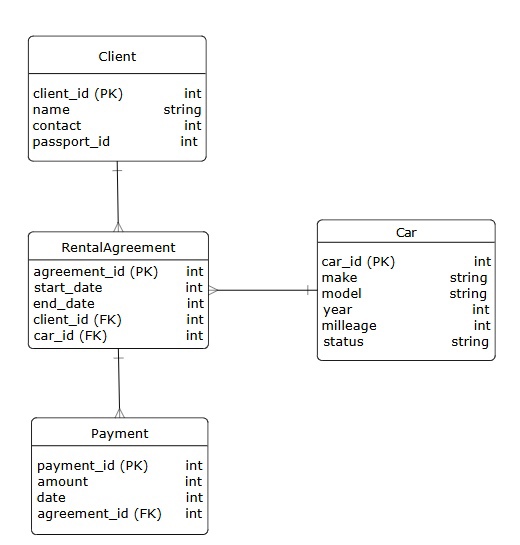 Client
client_id (PK) int
name string
contact int
passport_id int
RentalAgreement
agreement_id (PK) int
start_date int
end_date int
client_id (FK) int
car_id (FK) int
Car
car_id (PK) int
make string
model string
year int
milleage int
status string
Payment
payment_id (PK) int
amount int
date int
agreement_id (FK) int